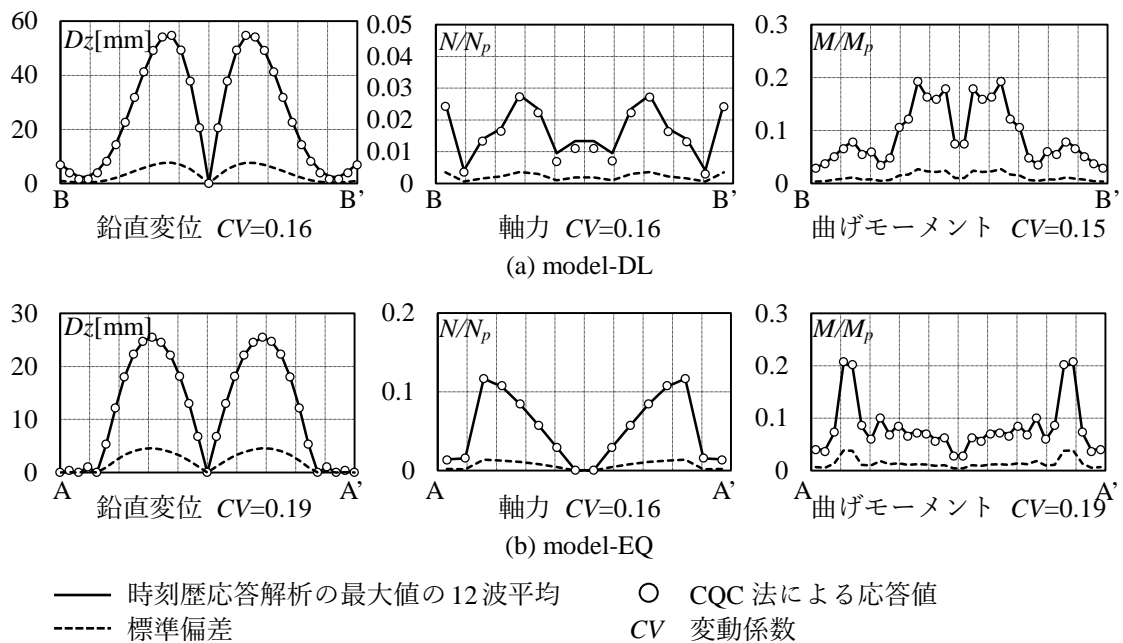 60
40
20
0
Dz[mm]
B
B’
鉛直変位 CV=0.16
0.05
0.04
0.03
0.02
0.01
0
N/Np
B
B’
軸力 CV=0.16
0.3
0.2
0.1
0
M/Mp
B
B’
曲げモーメント CV=0.15
(a) model-DL
30
20
10
0
Dz[mm]
A
A’
鉛直変位 CV=0.19
0.2
0.1
0
N/Np
A
A’
軸力 CV=0.16
0.3
0.2
0.1
0
M/Mp
A
A’
曲げモーメント CV=0.19
(b) model-EQ
時刻歴応答解析の最大値の12波平均
CQC 法による応答値
標準偏差
CV 変動係数